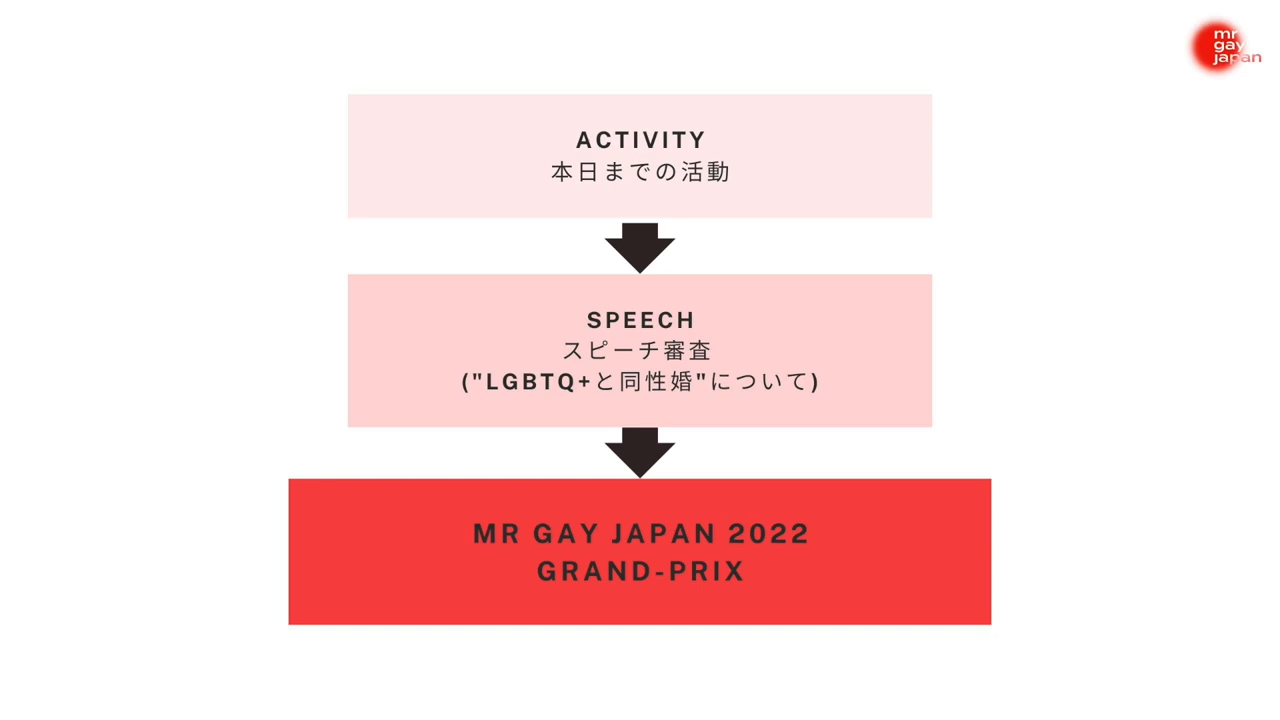 mr
gay
japan
ACTIVITY
本日までの活動
SPEECH
スピーチ審査
("LGBTQ+と同性婚"について)
MR GAY JAPAN 2022
GRAND-PRIX